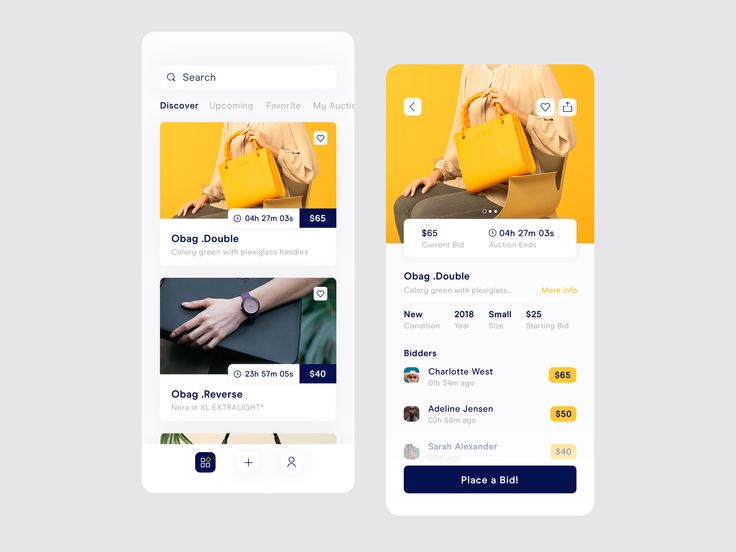 Search
Discover Upcoming Favorite My Auctio
04h 27m 03s $65
Obag .Double
Celery green with plexiglass handles
23h 57m 05s $40
Obag .Reverse
Nera in XL EXTRALIGHT®
$65 04h 27m 03s
Current Bid Auction Ends
Obag .Double
Celery green with plexiglass.. More info
New 2018 Small $25
Condition Year Size Starting Bid
Bidders
Charlotte West $65
01h 34m ago
Adeline Jensen $50
02h 58m ago
Sarah Alexander $40
03m ago
Place a Bid!